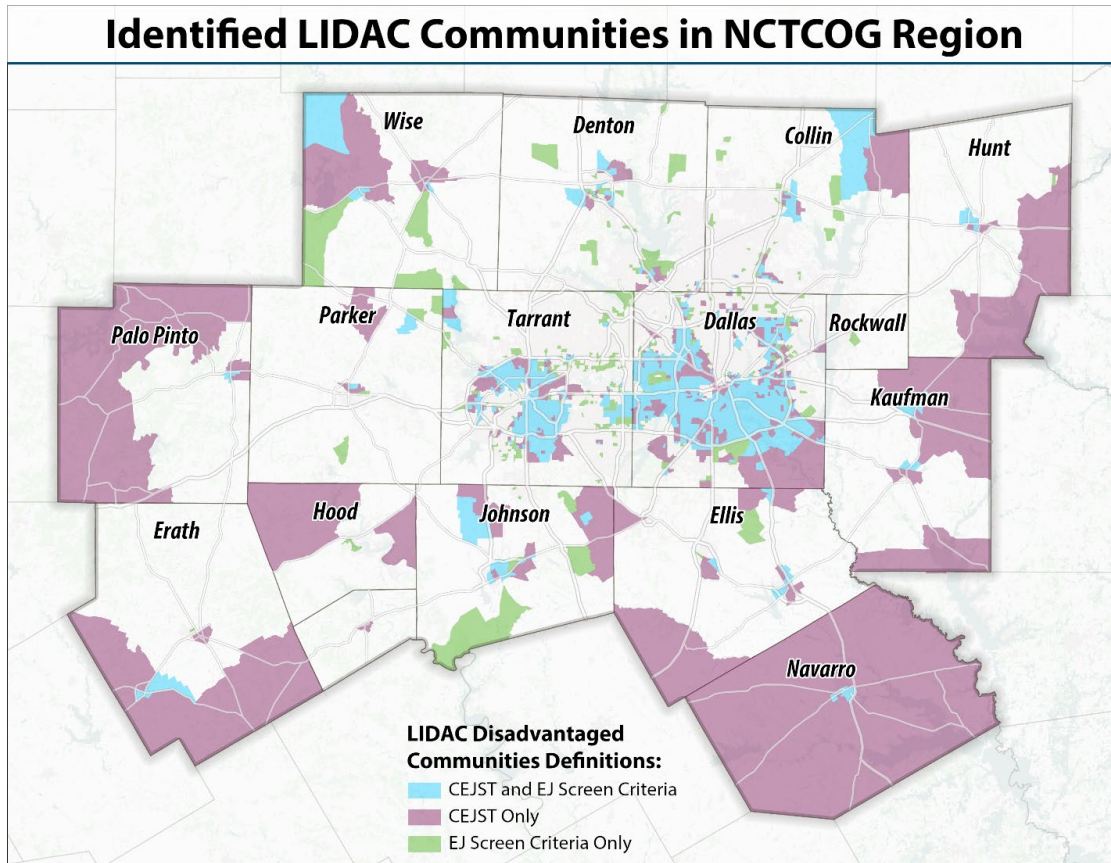 Identified LIDAC Communities in NCTCOG Region
Wise
Denton
Collin
Hunt
Palo Pinto
Parker
Tarrant
Dallas
Rockwall
Kaufman
Erath
Hood
Johnson
Ellis
Navarro
LIDAC Disadvantaged
Communities Definitions:
CEJST and EJ Screen Criteria
CEJST Only
EJ Screen Criteria Only